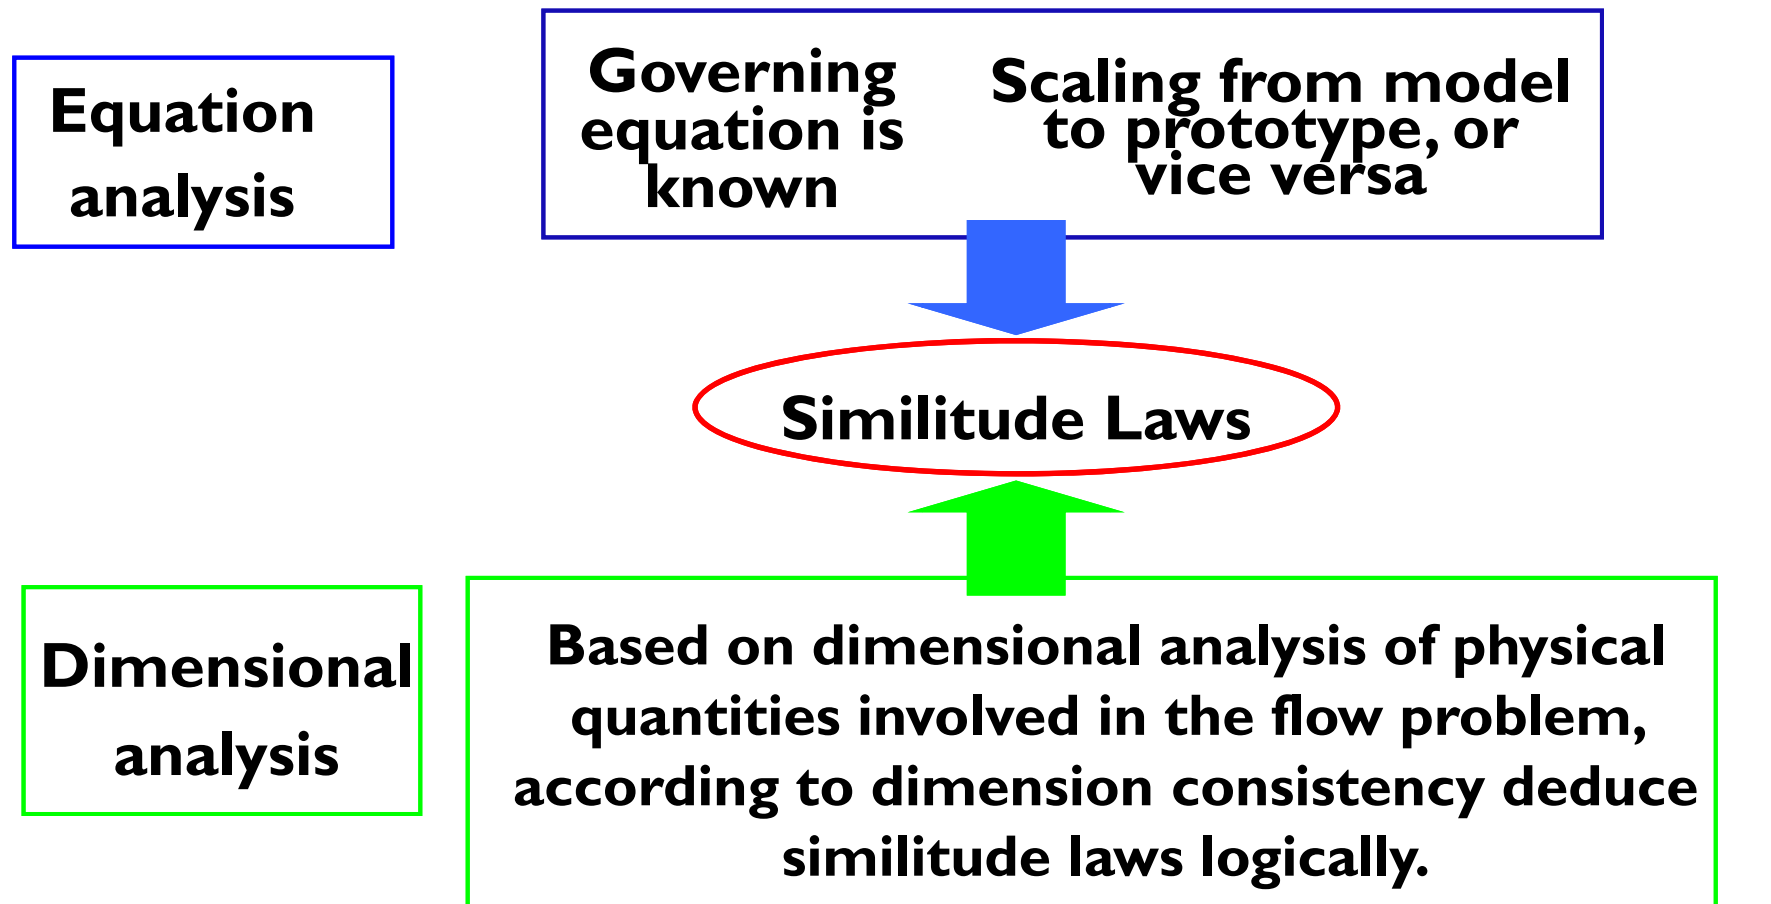 Equation
analysis
Governing
equation is
known
Scaling from model
to prototype, or
vice versa
Similitude Laws
Dimensional
analysis
Based on dimensional analysis of physical
quantities involved in the flow problem,
according to dimension consistency deduce
similitude laws logically.